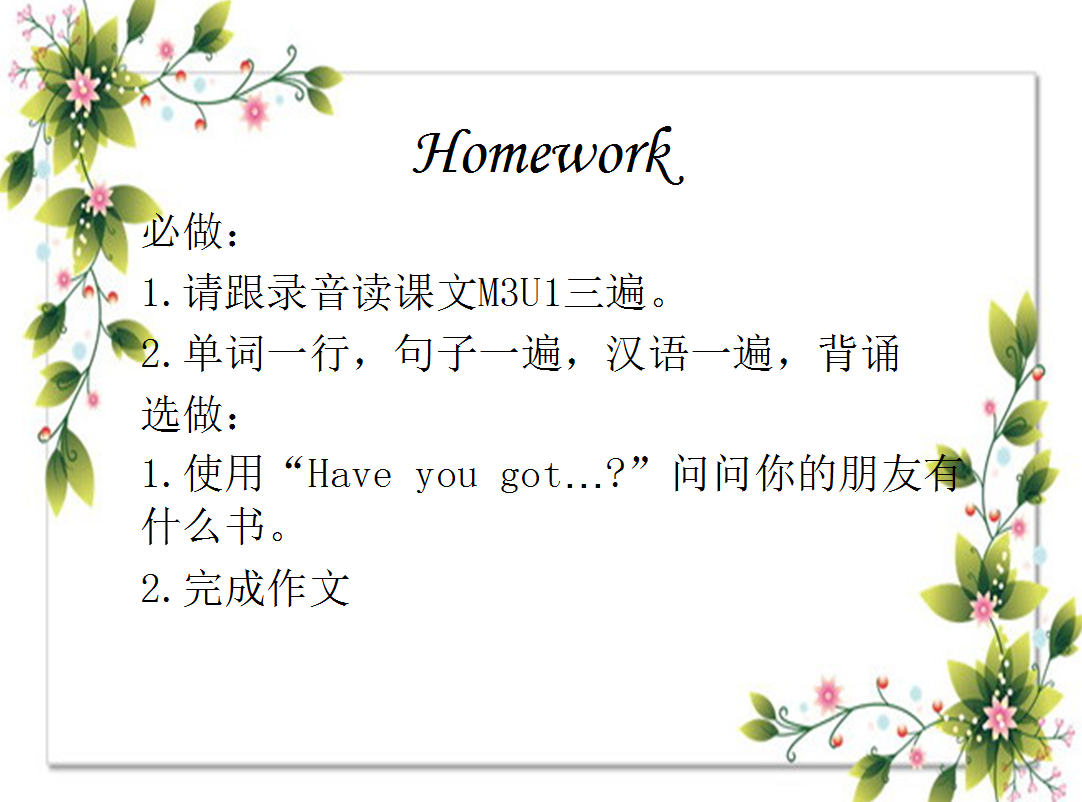 Homework
必做：
1.请跟录音读课文M3U1三遍。
2.单词一行，句子一遍，汉语一遍，背诵
选做：
1.使用“Have you got…?”问问你的朋友有
什么书。
2.完成作文